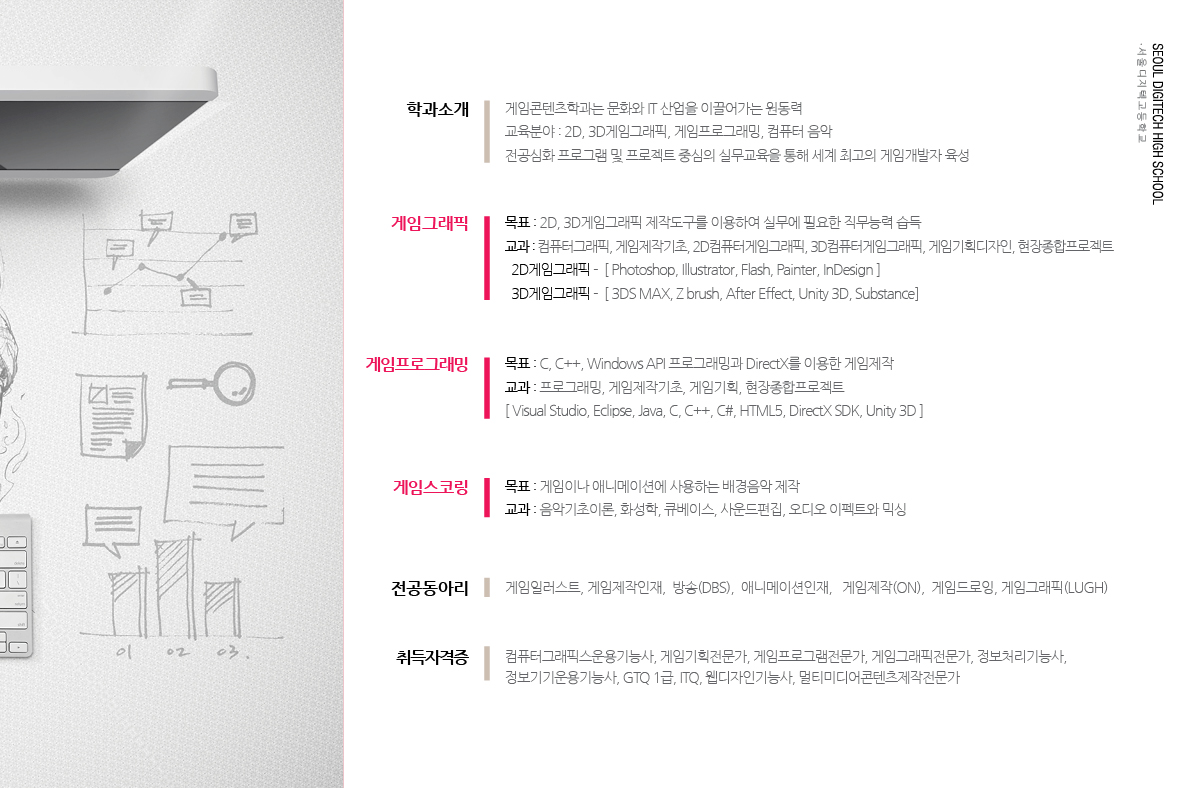 SEOUL DIGITECH HIGH SCHOOL
·서울디지텍고등학교
학과소개
게임콘텐츠학과는 문화와 IT 산업을 이끌어가는 원동력
교육분야 : 2D, 3D게임그래픽, 게임프로그래밍, 컴퓨터 음악
전공심화 프로그램 및 프로젝트 중심의 실무교육을 통해 세계 최고의 게임개발자 육성
게임그래픽
목표 : 2D, 3D게임그래픽 제작도구를 이용하여 실무에 필요한 직무능력 습득
교과 : 컴퓨터그래픽, 게임제작기초, 2D컴퓨터게임그래픽, 3D컴퓨터게임그래픽, 게임기획디자인, 현장종합프로젝트
2D게임그래픽 - [ Photoshop, Illustrator, Flash, Painter, InDesign ]
3D게임그래픽 - [ 3DS MAX, Z brush, After Effect, Unity 3D, Substance]
게임프로그래밍
목표 : C, C++, Windows API 프로그래밍과 DirectX를 이용한 게임제작
교과 : 프로그래밍, 게임제작기초, 게임기획, 현장종합프로젝트
[ Visual Studio, Eclipse, Java, C, C++, C#, HTML5, DirectX SDK, Unity 3D ]
게임스코링
목표 : 게임이나 애니메이션에 사용하는 배경음악 제작
교과 : 음악기초이론, 화성학, 큐베이스, 사운드편집, 오디오 이펙트와 믹싱
전공동아리
게임일러스트, 게임제작인재, 방송(DBS), 애니메이션인재, 게임제작(ON), 게임드로잉, 게임그래픽(LUGH)
취득자격증
컴퓨터그래픽스운용기능사, 게임기획전문가, 게임프로그램전문가, 게임그래픽전문가, 정보처리기능사,
정보기기운용기능사, GTQ 1급, ITQ, 웹디자인기능사, 멀티미디어콘텐츠제작전문가
01 02 03.